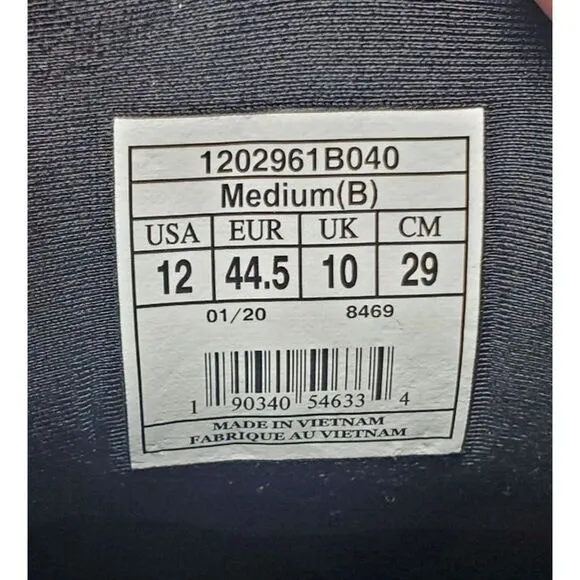 1202961B040
Medium(B)
USA EUR UK CM
12 44.5 10 29
01/20 8469
1 90340 54633 4
MADE IN VIETNAM
FABRIQUE AU VIETNAM